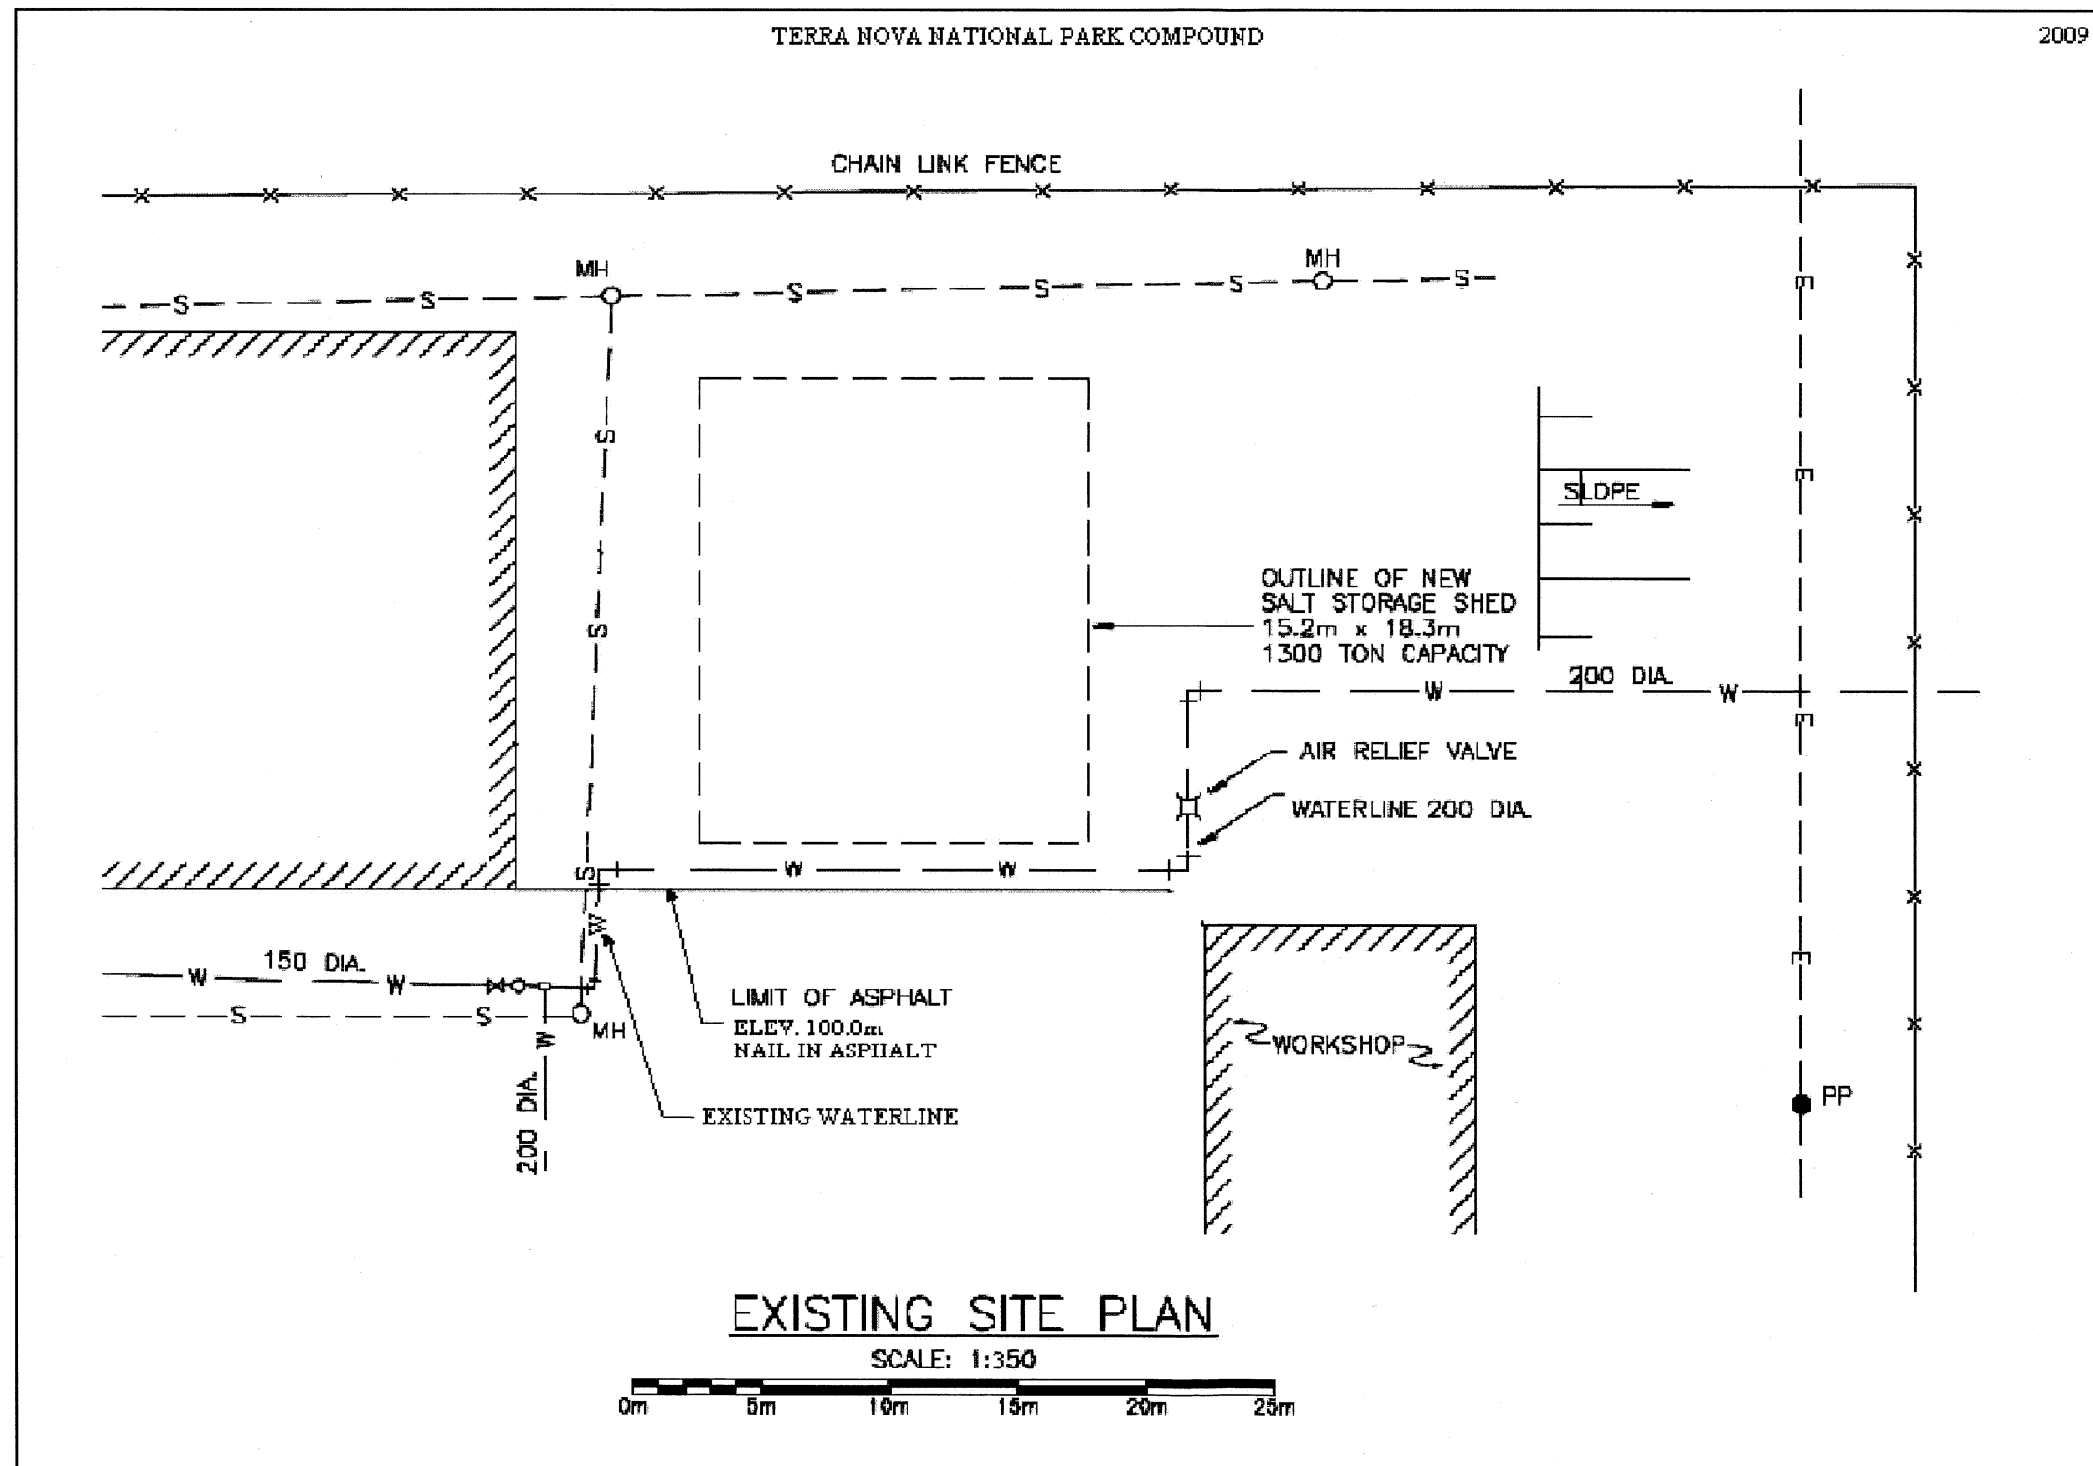 TERRA NOVA NATIONAL PARK COMPOUND
2009
CHAIN LINK FENCE
MH
MH
S
S
S
S
S
S
E
S
E
SLOPE
OUTLINE OF NEW
SALT STORAGE SHED
15.2m x 18.3m
1300 TON CAPACITY
S
200 DIA.
W
W
E
AIR RELIEF VALVE
WATERLINE 200 DIA.
S
W
W
W
E
150 DIA.
W
W
S
S
MH
W
200 DIA.
LIMIT OF ASPHALT
ELEV. 100.0m
NAIL IN ASPHALT
WORKSHOP
EXISTING WATERLINE
PP
EXISTING SITE PLAN
SCALE: 1:350
0m 5m 10m 15m 20m 25m